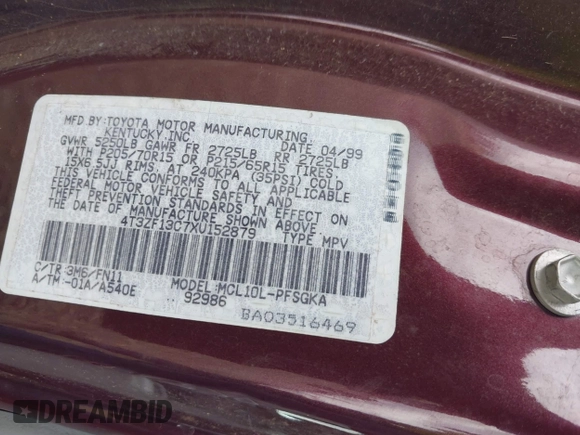 MFD BY:TOYOTA MOTOR MANUFACTURING,
KENTUCKY,INC. DATE 04/99
GVWR 5250LB GAWR FR 2725LB RR 2725LB
WITH P205/70R15 OR P215/65R15 TIRES
15X6.5JJ RIMS, AT 240KPA (35PSI) COLD
THIS VEHICLE CONFORMS TO ALL APPLICABLE
FEDERAL MOTOR VEHICLE SAFETY AND
THEFT PREVENTION STANDARDS IN EFFECT ON
THE DATE OF MANUFACTURE SHOWN ABOVE.
4T3ZF13C7XU152879 TYPE MPV
C/TR:3M6/FN11 MODEL:MCL10L-PFSGKA
A/TM:-01A/A540E 92986
BA03516469
DREAMBID